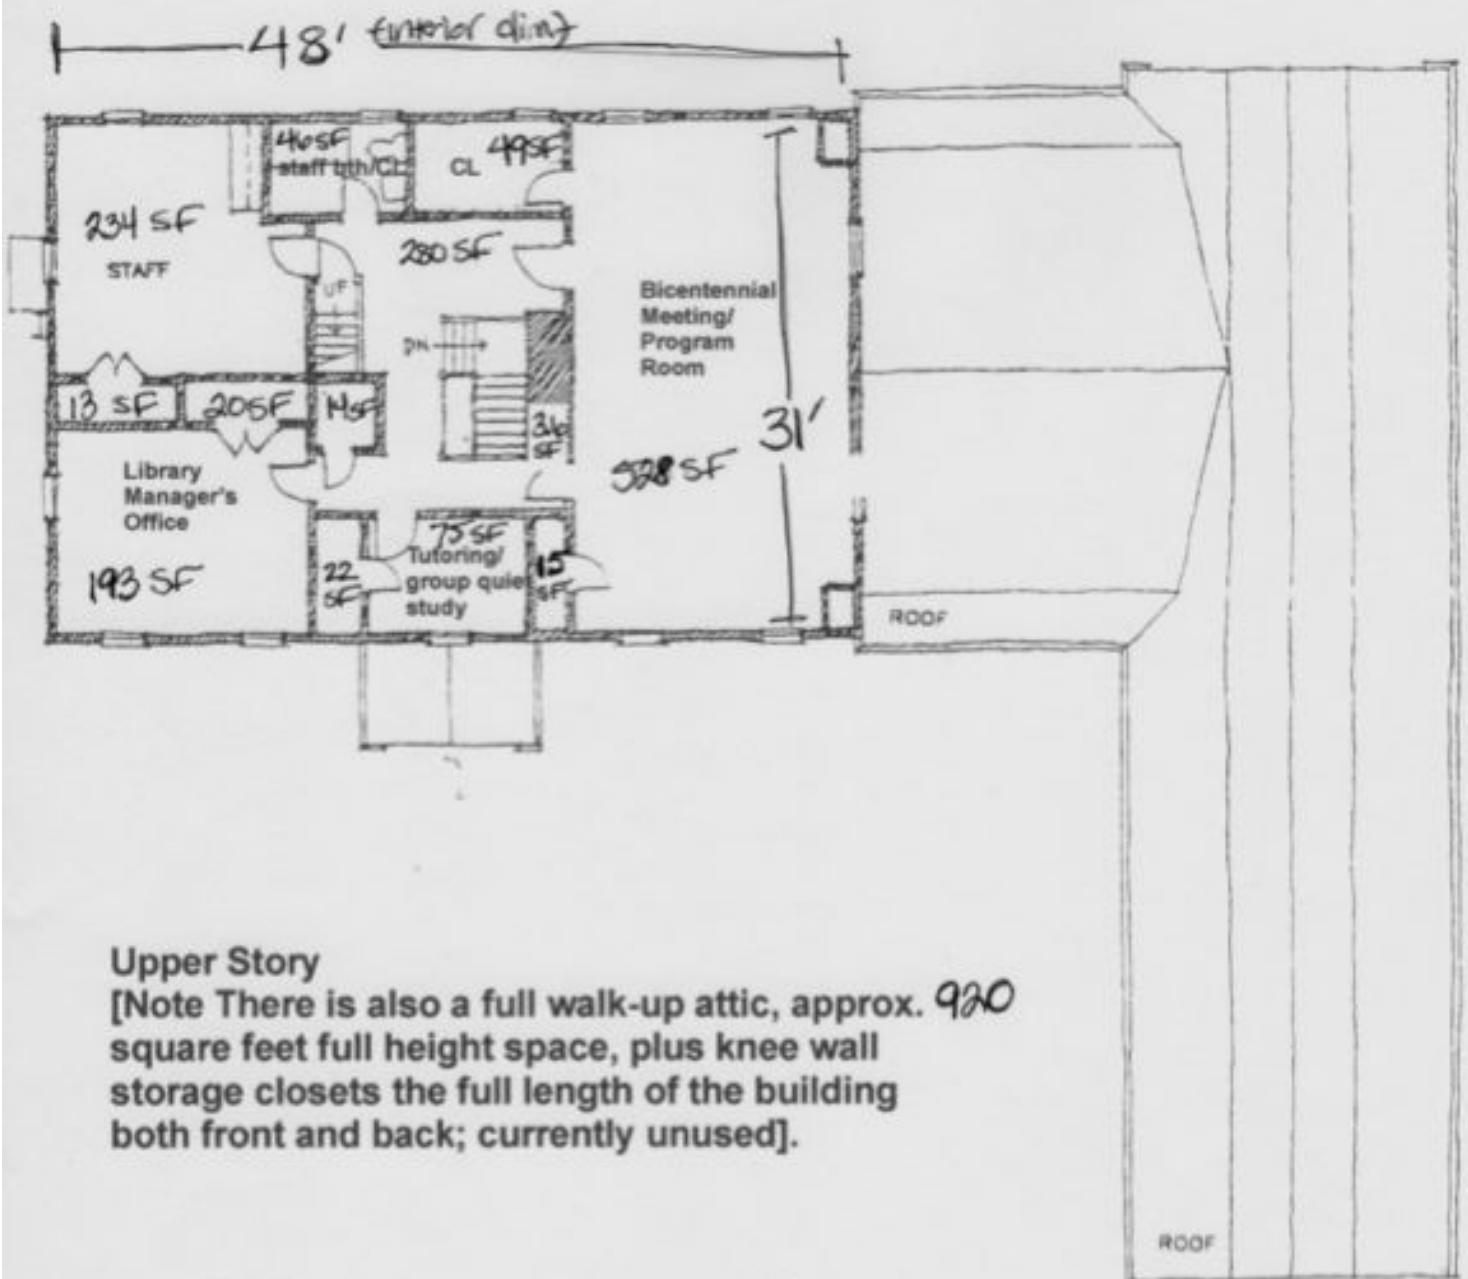 48' (interior dim)
46 SF
staff bth/CL
CL
49 SF
234 SF
STAFF
280 SF
UP
DN
Bicentennial
Meeting/
Program
Room
31'
13 SF
20 SF
14 SF
528 SF
Library
Manager's
Office
193 SF
22
SF
75 SF
Tutoring/
group quiet
study
15
SF
ROOF
Upper Story
[Note There is also a full walk-up attic, approx. 920
square feet full height space, plus knee wall
storage closets the full length of the building
both front and back; currently unused].
ROOF